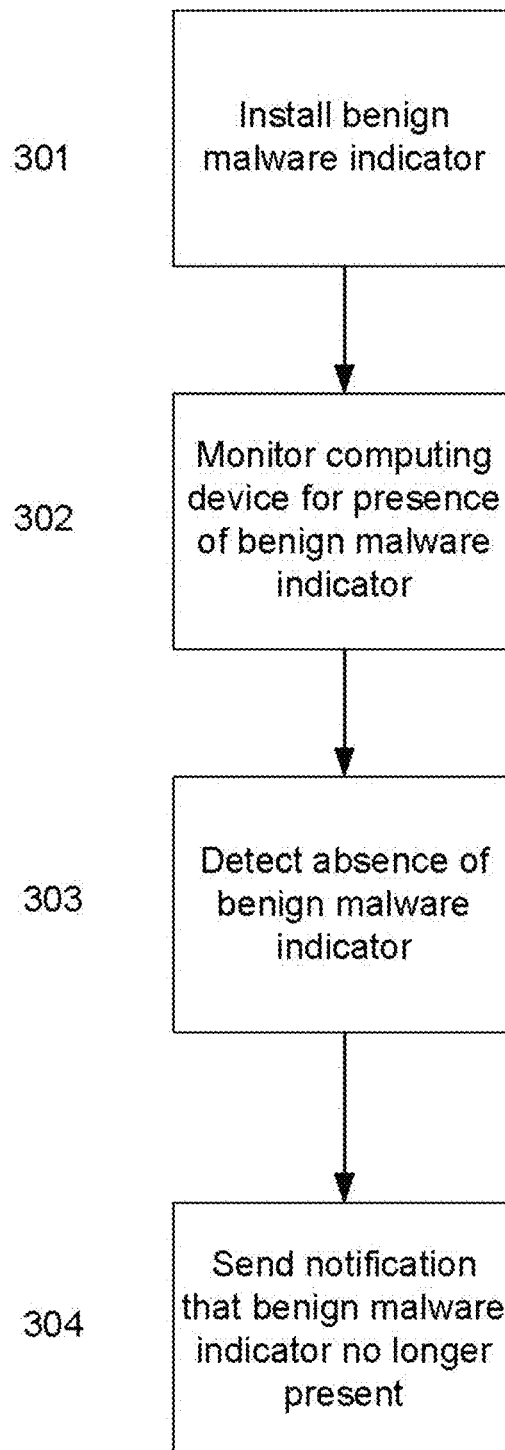 301
Install benign
malware indicator
302
Monitor computing
device for presence
of benign malware
indicator
303
Detect absence of
benign malware
indicator
304
Send notification
that benign malware
indicator no longer
present